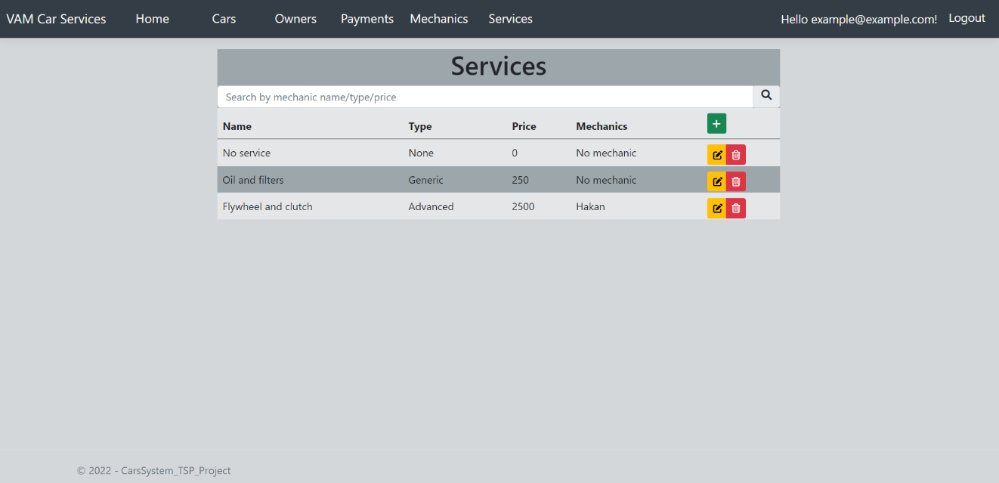 VAM Car Services Home Cars Owners Payments Mechanics Services Hello example@example.com! Logout
Services
Search by mechanic name/type/price
Name Type Price Mechanics +
No service None 0 No mechanic
Oil and filters Generic 250 No mechanic
Flywheel and clutch Advanced 2500 Hakan
© 2022 - CarsSystem_TSP_Project